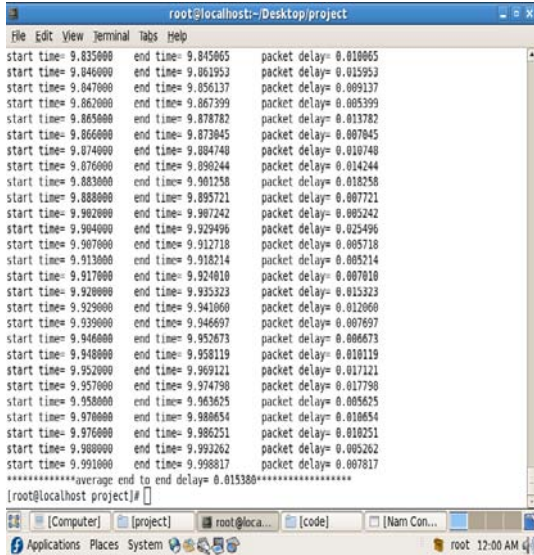 root@localhost:~/Desktop/project
File Edit View Terminal Tabs Help
start time= 9.835000 end time= 9.845065 packet delay= 0.010065
start time= 9.846000 end time= 9.861953 packet delay= 0.015953
start time= 9.847000 end time= 9.856137 packet delay= 0.009137
start time= 9.862000 end time= 9.867399 packet delay= 0.005399
start time= 9.865000 end time= 9.878782 packet delay= 0.013782
start time= 9.866000 end time= 9.873045 packet delay= 0.007045
start time= 9.874000 end time= 9.884748 packet delay= 0.010748
start time= 9.876000 end time= 9.890244 packet delay= 0.014244
start time= 9.883000 end time= 9.901258 packet delay= 0.018258
start time= 9.888000 end time= 9.895721 packet delay= 0.007721
start time= 9.902000 end time= 9.907242 packet delay= 0.005242
start time= 9.904000 end time= 9.929496 packet delay= 0.025496
start time= 9.907000 end time= 9.912718 packet delay= 0.005718
start time= 9.913000 end time= 9.918214 packet delay= 0.005214
start time= 9.917000 end time= 9.924010 packet delay= 0.007010
start time= 9.920000 end time= 9.935323 packet delay= 0.015323
start time= 9.929000 end time= 9.941060 packet delay= 0.012060
start time= 9.939000 end time= 9.946697 packet delay= 0.007697
start time= 9.946000 end time= 9.952673 packet delay= 0.006673
start time= 9.948000 end time= 9.958119 packet delay= 0.010119
start time= 9.952000 end time= 9.969121 packet delay= 0.017121
start time= 9.957000 end time= 9.974798 packet delay= 0.017798
start time= 9.958000 end time= 9.963625 packet delay= 0.005625
start time= 9.970000 end time= 9.980654 packet delay= 0.010654
start time= 9.976000 end time= 9.986251 packet delay= 0.010251
start time= 9.988000 end time= 9.993262 packet delay= 0.005262
start time= 9.991000 end time= 9.998817 packet delay= 0.007817
*************average end to end delay= 0.015380******************
[root@localhost project]#
[Computer] [project] root@loca... [code] [Nam Con...
Applications Places System root 12:00 AM